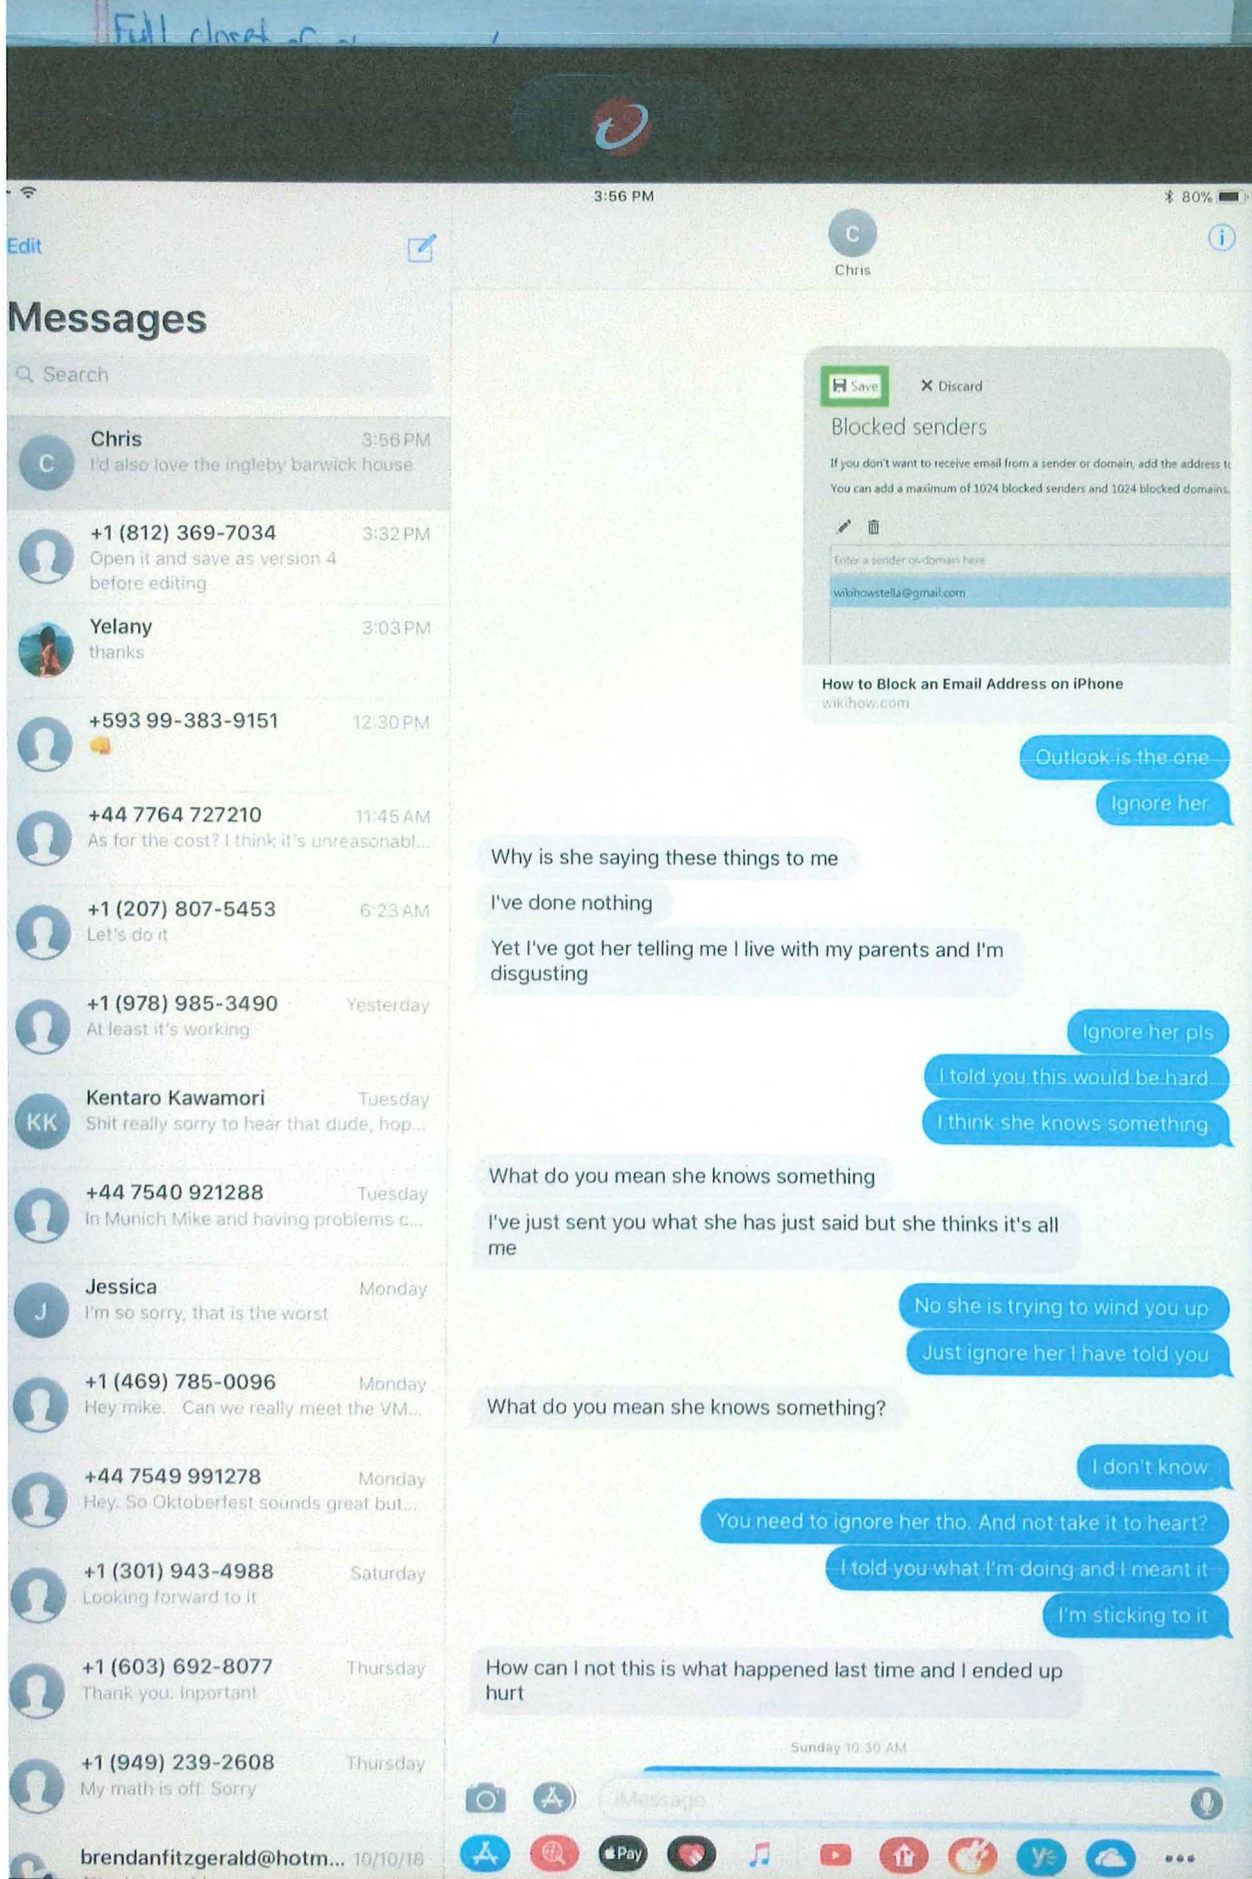 Full closet
3:56 PM
80%
Edit
C
Chris
i
Messages
Search
C
Chris
3:56 PM
I'd also love the ingleby barwick house
+1 (812) 369-7034
3:32 PM
Open it and save as version 4
before editing
Yelany
3:03 PM
thanks
+593 99-383-9151
12:30 PM
+44 7764 727210
11:45 AM
As for the cost? I think it's unreasonabl...
+1 (207) 807-5453
6:23 AM
Let's do it
+1 (978) 985-3490
Yesterday
At least it's working
KK
Kentaro Kawamori
Tuesday
Shit really sorry to hear that dude, hop...
+44 7540 921288
Tuesday
In Munich Mike and having problems c...
J
Jessica
Monday
I'm so sorry, that is the worst
+1 (469) 785-0096
Monday
Hey mike. Can we really meet the VM...
+44 7549 991278
Monday
Hey. So Oktoberfest sounds great but...
+1 (301) 943-4988
Saturday
Looking forward to it
+1 (603) 692-8077
Thursday
Thank you. Inportant
+1 (949) 239-2608
Thursday
My math is off. Sorry
brendanfitzgerald@hotm...
10/10/18
Save
Discard
Blocked senders
If you don't want to receive email from a sender or domain, add the address to
You can add a maximum of 1024 blocked senders and 1024 blocked domains.
Enter a sender or domain here
wikihowstella@gmail.com
How to Block an Email Address on iPhone
wikihow.com
Outlook is the one
Ignore her
Why is she saying these things to me
I've done nothing
Yet I've got her telling me I live with my parents and I'm
disgusting
Ignore her pls
I told you this would be hard
I think she knows something
What do you mean she knows something
I've just sent you what she has just said but she thinks it's all
me
No she is trying to wind you up
Just ignore her I have told you
What do you mean she knows something?
I don't know
You need to ignore her tho. And not take it to heart?
I told you what I'm doing and I meant it
I'm sticking to it
How can I not this is what happened last time and I ended up
hurt
Sunday 10:30 AM
iMessage
Pay